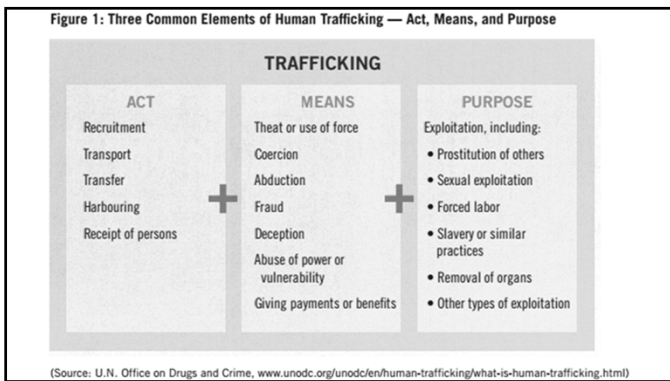 Figure 1: Three Common Elements of Human Trafficking — Act, Means, and Purpose
TRAFFICKING
ACT
Recruitment
Transport
Transfer
Harbouring
Receipt of persons
+
MEANS
Theat or use of force
Coercion
Abduction
Fraud
Deception
Abuse of power or
vulnerability
Giving payments or benefits
+
PURPOSE
Exploitation, including:
• Prostitution of others
• Sexual exploitation
• Forced labor
• Slavery or similar
practices
• Removal of organs
• Other types of exploitation
(Source: U.N. Office on Drugs and Crime, www.unodc.org/unodc/en/human-trafficking/what-is-human-trafficking.html)